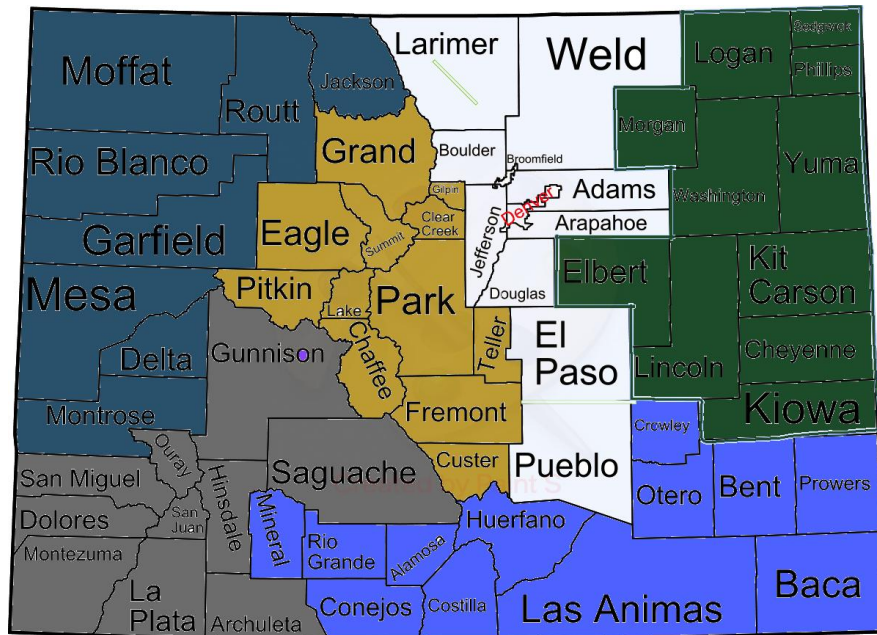 Moffat
Routt
Jackson
Larimer
Weld
Logan
Sedgwick
Phillips
Morgan
Rio Blanco
Grand
Boulder
Broomfield
Gilpin
Clear
Creek
Adams
Denver
Arapahoe
Washington
Yuma
Garfield
Eagle
Summit
Jefferson
Douglas
Elbert
Kit
Carson
Mesa
Pitkin
Lake
Park
Teller
El
Paso
Lincoln
Cheyenne
Delta
Gunnison
Chaffee
Fremont
Kiowa
Montrose
Ouray
Crowley
San Miguel
Hinsdale
Saguache
Custer
Pueblo
Otero
Bent
Prowers
Dolores
San
Juan
Mineral
Rio
Grande
Alamosa
Huerfano
Montezuma
La
Plata
Archuleta
Conejos
Costilla
Las Animas
Baca